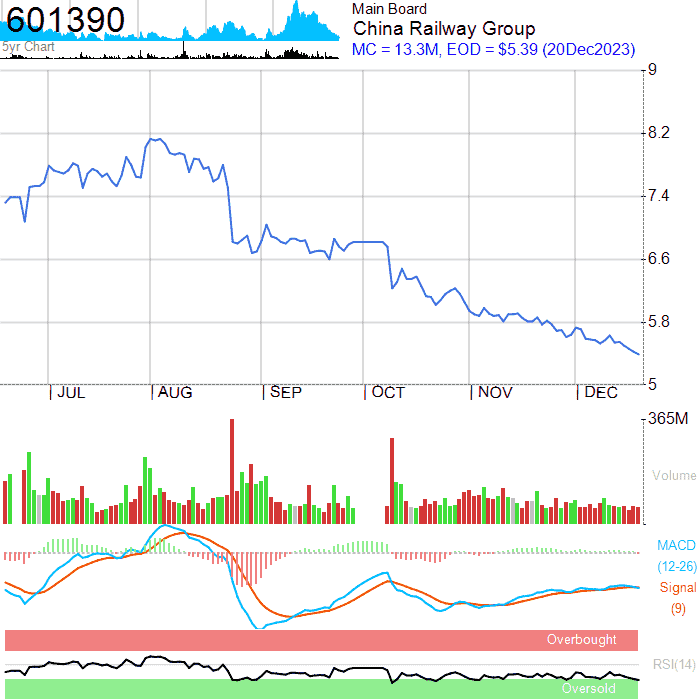 601390
5yr Chart
Main Board
China Railway Group
MC = 13.3M, EOD = $5.39 (20Dec2023)
9
8.2
7.4
6.6
5.8
5
JUL AUG SEP OCT NOV DEC
365M
Volume
MACD
(12-26)
Signal
(9)
Overbought
RSI(14)
Oversold